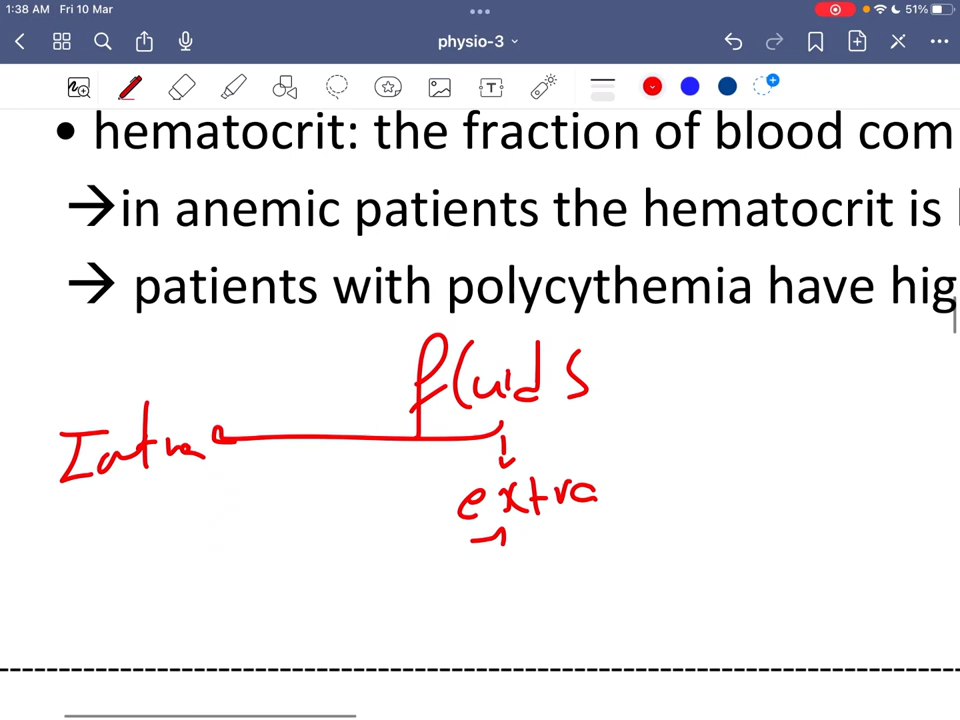 1:38 AM Fri 10 Mar
51%
physio-3
• hematocrit: the fraction of blood com
→in anemic patients the hematocrit is
→ patients with polycythemia have hig
fluids
Intra
extra